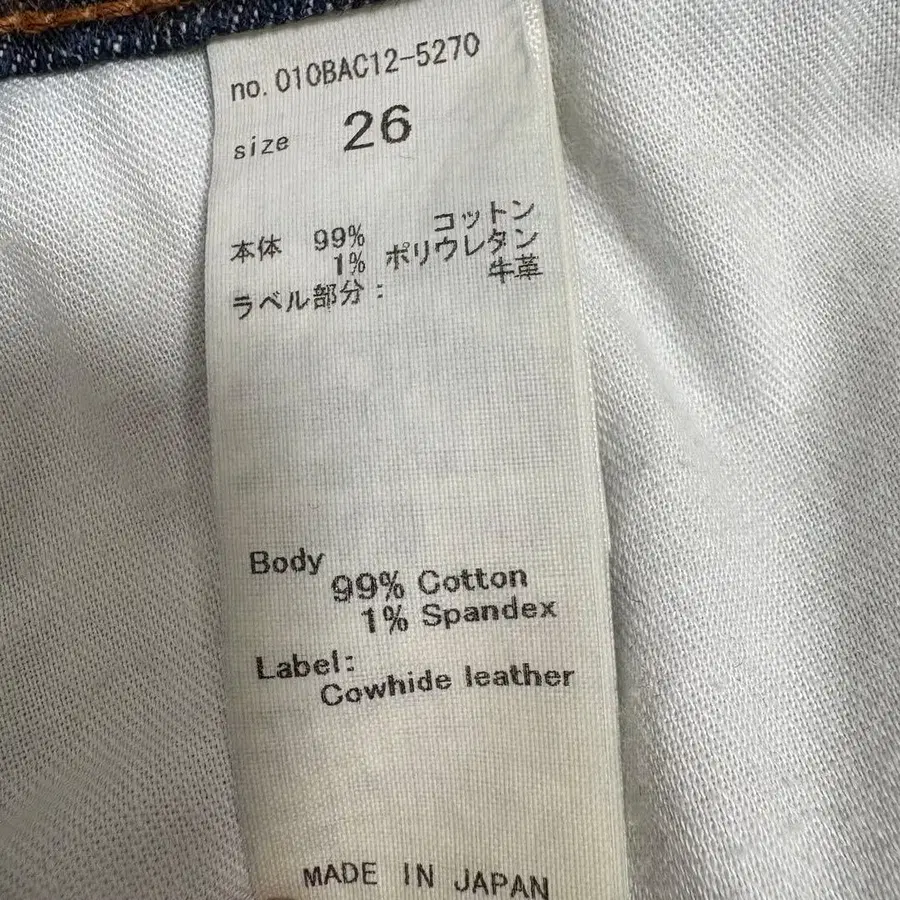 no. 010BAC12-5270
size 26
本体 99% コットン
1% ポリウレタン
ラベル部分: 牛革
Body
99% Cotton
1% Spandex
Label:
Cowhide leather
MADE IN JAPAN